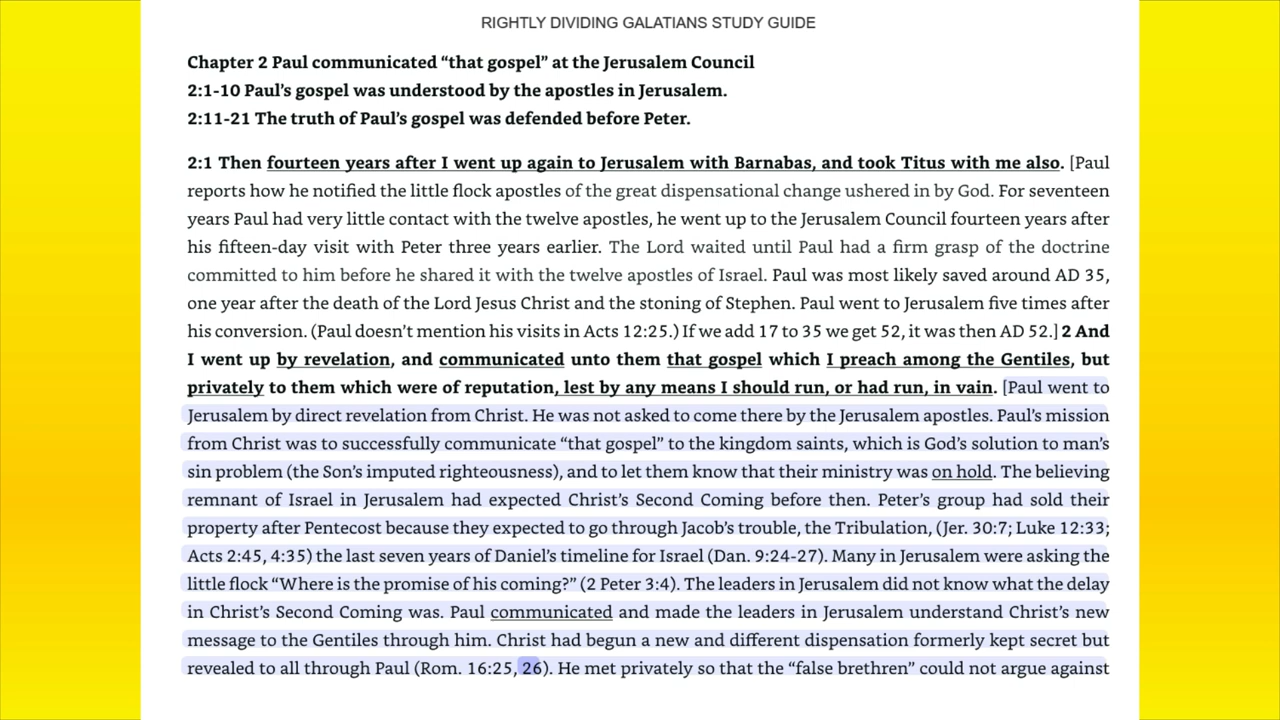 RIGHTLY DIVIDING GALATIANS STUDY GUIDE
Chapter 2 Paul communicated “that gospel” at the Jerusalem Council
2:1-10 Paul’s gospel was understood by the apostles in Jerusalem.
2:11-21 The truth of Paul’s gospel was defended before Peter.
2:1 Then fourteen years after I went up again to Jerusalem with Barnabas, and took Titus with me also. [Paul
reports how he notified the little flock apostles of the great dispensational change ushered in by God. For seventeen
years Paul had very little contact with the twelve apostles, he went up to the Jerusalem Council fourteen years after
his fifteen-day visit with Peter three years earlier. The Lord waited until Paul had a firm grasp of the doctrine
committed to him before he shared it with the twelve apostles of Israel. Paul was most likely saved around AD 35,
one year after the death of the Lord Jesus Christ and the stoning of Stephen. Paul went to Jerusalem five times after
his conversion. (Paul doesn’t mention his visits in Acts 12:25.) If we add 17 to 35 we get 52, it was then AD 52.] 2 And
I went up by revelation, and communicated unto them that gospel which I preach among the Gentiles, but
privately to them which were of reputation, lest by any means I should run, or had run, in vain. [Paul went to
Jerusalem by direct revelation from Christ. He was not asked to come there by the Jerusalem apostles. Paul’s mission
from Christ was to successfully communicate “that gospel” to the kingdom saints, which is God’s solution to man’s
sin problem (the Son’s imputed righteousness), and to let them know that their ministry was on hold. The believing
remnant of Israel in Jerusalem had expected Christ’s Second Coming before then. Peter’s group had sold their
property after Pentecost because they expected to go through Jacob’s trouble, the Tribulation, (Jer. 30:7; Luke 12:33;
Acts 2:45, 4:35) the last seven years of Daniel’s timeline for Israel (Dan. 9:24-27). Many in Jerusalem were asking the
little flock “Where is the promise of his coming?” (2 Peter 3:4). The leaders in Jerusalem did not know what the delay
in Christ’s Second Coming was. Paul communicated and made the leaders in Jerusalem understand Christ’s new
message to the Gentiles through him. Christ had begun a new and different dispensation formerly kept secret but
revealed to all through Paul (Rom. 16:25, 26). He met privately so that the “false brethren” could not argue against